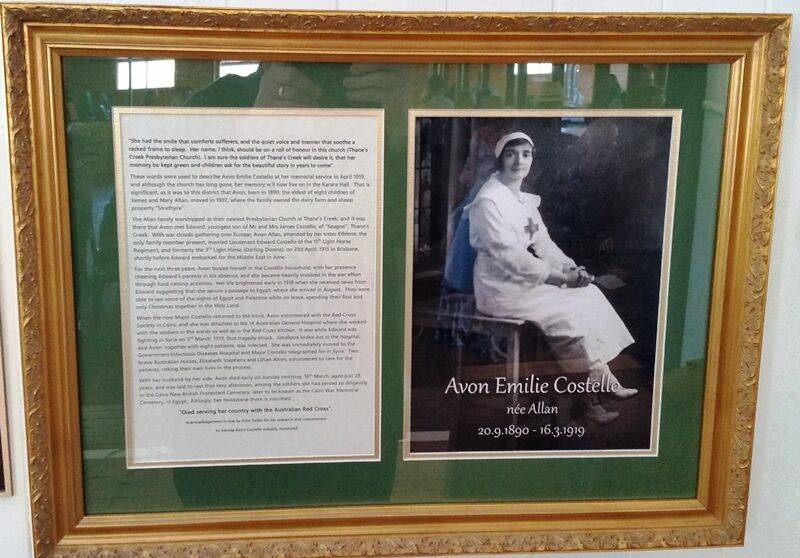 "She had the smile that comforts sufferers, and the quiet voice and manner that soothe a
racked frame to sleep. Her name, I think, should be on a roll of honour in this church (Thane's
Creek Presbyterian Church). I am sure the soldiers of Thane's Creek will desire it, that her
memory be kept green and children ask for the beautiful story in years to come".
These words were used to describe Avon Emilie Costello at her memorial service in April 1919,
and although the church has long gone, her memory will now live on in the Karara Hall. That is
significant, as it was to this district that Avon, born in 1890, the eldest of eight children of
James and Mary Allan, moved in 1907, where the family owned the dairy farm and sheep
property "Strathyre".
The Allan family worshipped at their nearest Presbyterian Church at Thane's Creek, and it was
there that Avon met Edward, youngest son of Mr and Mrs James Costello, of "Seagoe", Thane's
Creek. With war clouds gathering over Europe, Avon Allan, attended by her sister Ethlene, the
only family member present, married Lieutenant Edward Costello of the 11th Light Horse
Regiment, and formerly the 3rd Light Horse (Darling Downs), on 21st April, 1915 in Brisbane,
shortly before Edward embarked for the Middle East in June.
For the next three years, Avon busied herself in the Costello household, with her presence
cheering Edward's parents in his absence, and she became heavily involved in the war effort
through fund raising activities. Her life brightened early in 1918 when she received news from
Edward suggesting that she secure a passage to Egypt, where she arrived in August. They were
able to see some of the sights of Egypt and Palestine while on leave, spending their first and
only Christmas together in the Holy Land.
When the now Major Costello returned to the front, Avon volunteered with the Red Cross
Society in Cairo, and she was attached to No.14 Australian General Hospital where she worked
with the soldiers in the wards as well as in the Red Cross Kitchen. It was while Edward was
fighting in Syria on 3rd March, 1919, that tragedy struck. Smallpox broke out in the hospital,
and Avon, together with eight patients, was infected. She was immediately moved to the
Government Infectious Diseases Hospital and Major Costello telegraphed for in Syria. Two
brave Australian nurses, Elizabeth Stephens and Lillian Alton, volunteered to care for the
patients, risking their own lives in the process.
With her husband by her side, Avon died early on Sunday morning, 16th March, aged just 28
years, and was laid to rest that very afternoon, among the soldiers she had served so diligently,
in the Cairo New British Protestant Cemetery, later to be known as the Cairo War Memorial
Cemetery, in Egypt. Fittingly, her headstone there is inscribed:
"Died serving her country with the Australian Red Cross".
Acknowledgement is due to John Telfer for his research and commitment
to having Avon Costello suitably honoured.
Avon Emilie Costello
née Allan
20.9.1890 - 16.3.1919